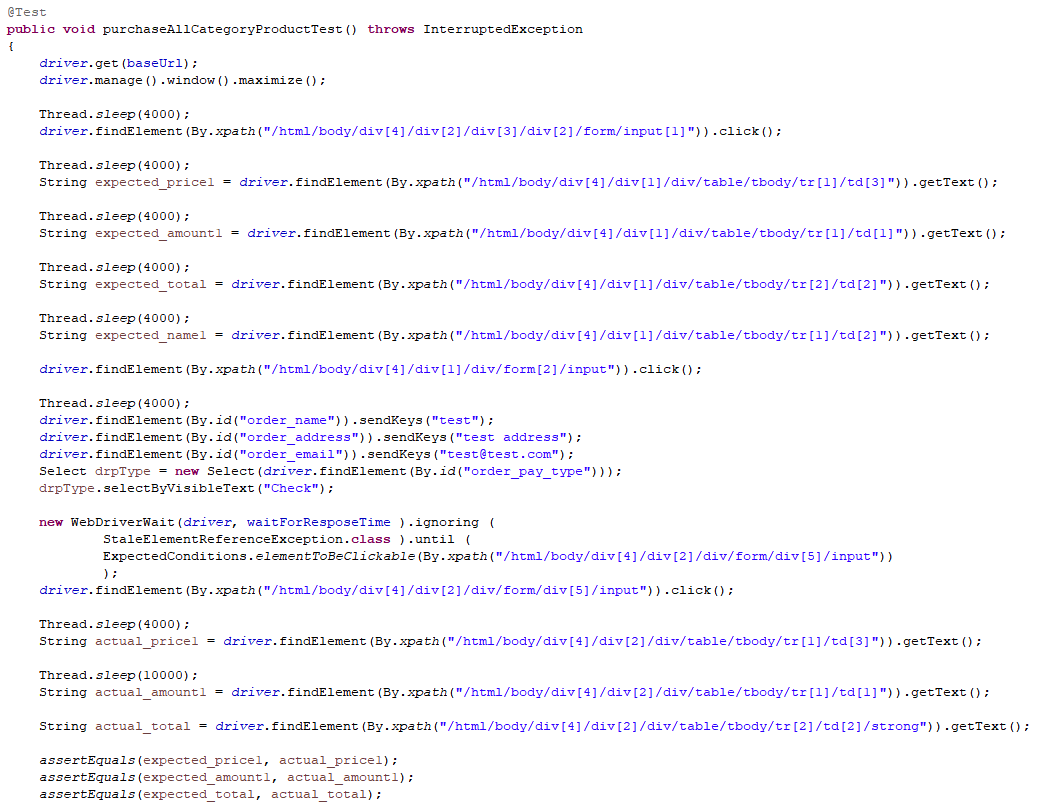 @Test
public void purchaseAllCategoryProductTest() throws InterruptedException
{
    driver.get(baseUrl);
    driver.manage().window().maximize();

    Thread.sleep(4000);
    driver.findElement(By.xpath("/html/body/div[4]/div[2]/div[3]/div[2]/form/input[1]")).click();

    Thread.sleep(4000);
    String expected_price1 = driver.findElement(By.xpath("/html/body/div[4]/div[1]/div/table/tbody/tr[1]/td[3]")).getText();

    Thread.sleep(4000);
    String expected_amount1 = driver.findElement(By.xpath("/html/body/div[4]/div[1]/div/table/tbody/tr[1]/td[1]")).getText();

    Thread.sleep(4000);
    String expected_total = driver.findElement(By.xpath("/html/body/div[4]/div[1]/div/table/tbody/tr[2]/td[2]")).getText();

    Thread.sleep(4000);
    String expected_name1 = driver.findElement(By.xpath("/html/body/div[4]/div[1]/div/table/tbody/tr[1]/td[2]")).getText();

    driver.findElement(By.xpath("/html/body/div[4]/div[1]/div/form[2]/input")).click();

    Thread.sleep(4000);
    driver.findElement(By.id("order_name")).sendKeys("test");
    driver.findElement(By.id("order_address")).sendKeys("test address");
    driver.findElement(By.id("order_email")).sendKeys("test@test.com");
    Select drpType = new Select(driver.findElement(By.id("order_pay_type")));
    drpType.selectByVisibleText("Check");

    new WebDriverWait(driver, waitForResposeTime ).ignoring (
            StaleElementReferenceException.class ).until (
            ExpectedConditions.elementToBeClickable(By.xpath("/html/body/div[4]/div[2]/div/form/div[5]/input"))
            );
    driver.findElement(By.xpath("/html/body/div[4]/div[2]/div/form/div[5]/input")).click();

    Thread.sleep(4000);
    String actual_price1 = driver.findElement(By.xpath("/html/body/div[4]/div[2]/div/table/tbody/tr[1]/td[3]")).getText();

    Thread.sleep(10000);
    String actual_amount1 = driver.findElement(By.xpath("/html/body/div[4]/div[2]/div/table/tbody/tr[1]/td[1]")).getText();

    String actual_total = driver.findElement(By.xpath("/html/body/div[4]/div[2]/div/table/tbody/tr[2]/td[2]/strong")).getText();

    assertEquals(expected_price1, actual_price1);
    assertEquals(expected_amount1, actual_amount1);
    assertEquals(expected_total, actual_total);